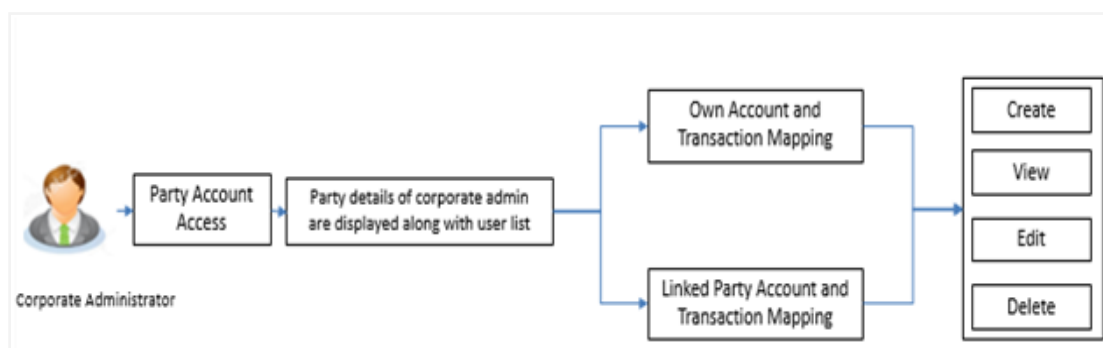 Corporate Administrator
Party Account
Access
Party details of corporate admin
are displayed along with user list
Own Account and
Transaction Mapping
Linked Party Account and
Transaction Mapping
Create
View
Edit
Delete